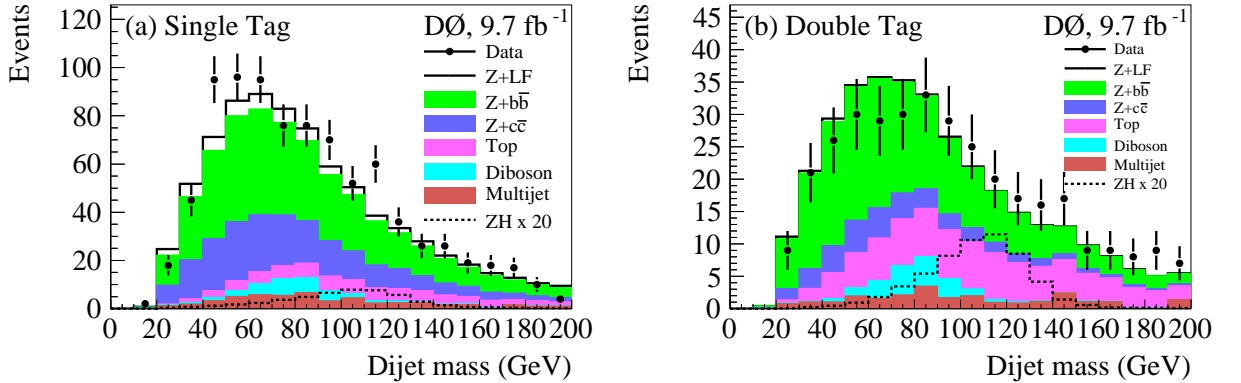 (a) Single Tag
DØ, 9.7 fb⁻¹
Data
Z+LF
Z+bb̅
Z+cc̅
Top
Diboson
Multijet
ZH x 20
Events
120
100
80
60
40
20
0
0 20 40 60 80 100 120 140 160 180 200
Dijet mass (GeV)
(b) Double Tag
DØ, 9.7 fb⁻¹
Data
Z+LF
Z+bb̅
Z+cc̅
Top
Diboson
Multijet
ZH x 20
Events
45
40
35
30
25
20
15
10
5
0
0 20 40 60 80 100 120 140 160 180 200
Dijet mass (GeV)